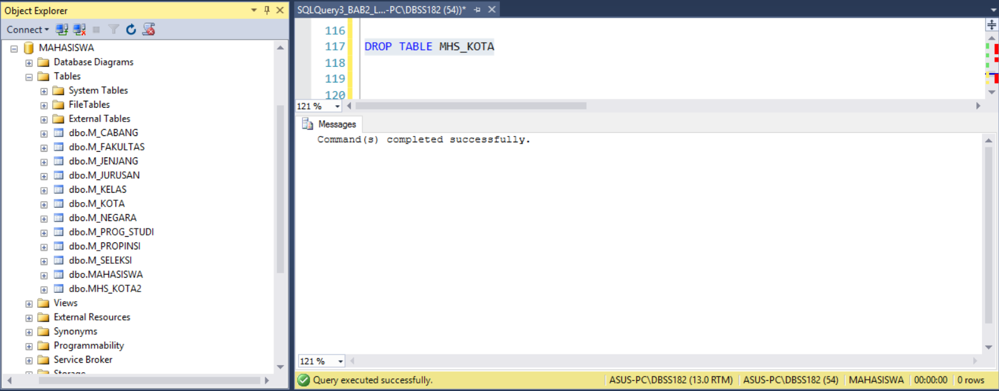 Object Explorer
Connect
MAHASISWA
Database Diagrams
Tables
System Tables
FileTables
External Tables
dbo.M_CABANG
dbo.M_FAKULTAS
dbo.M_JENJANG
dbo.M_JURUSAN
dbo.M_KELAS
dbo.M_KOTA
dbo.M_NEGARA
dbo.M_PROG_STUDI
dbo.M_PROPINSI
dbo.M_SELEKSI
dbo.MAHASISWA
dbo.MHS_KOTA2
Views
External Resources
Synonyms
Programmability
Service Broker
Storage
SQLQuery3_BAB2_L...-PC\DBSS182 (54))*
116
117 DROP TABLE MHS_KOTA
118
119
120
121 %
Messages
Command(s) completed successfully.
121 %
Query executed successfully. ASUS-PC\DBSS182 (13.0 RTM) ASUS-PC\DBSS182 (54) MAHASISWA 00:00:00 0 rows